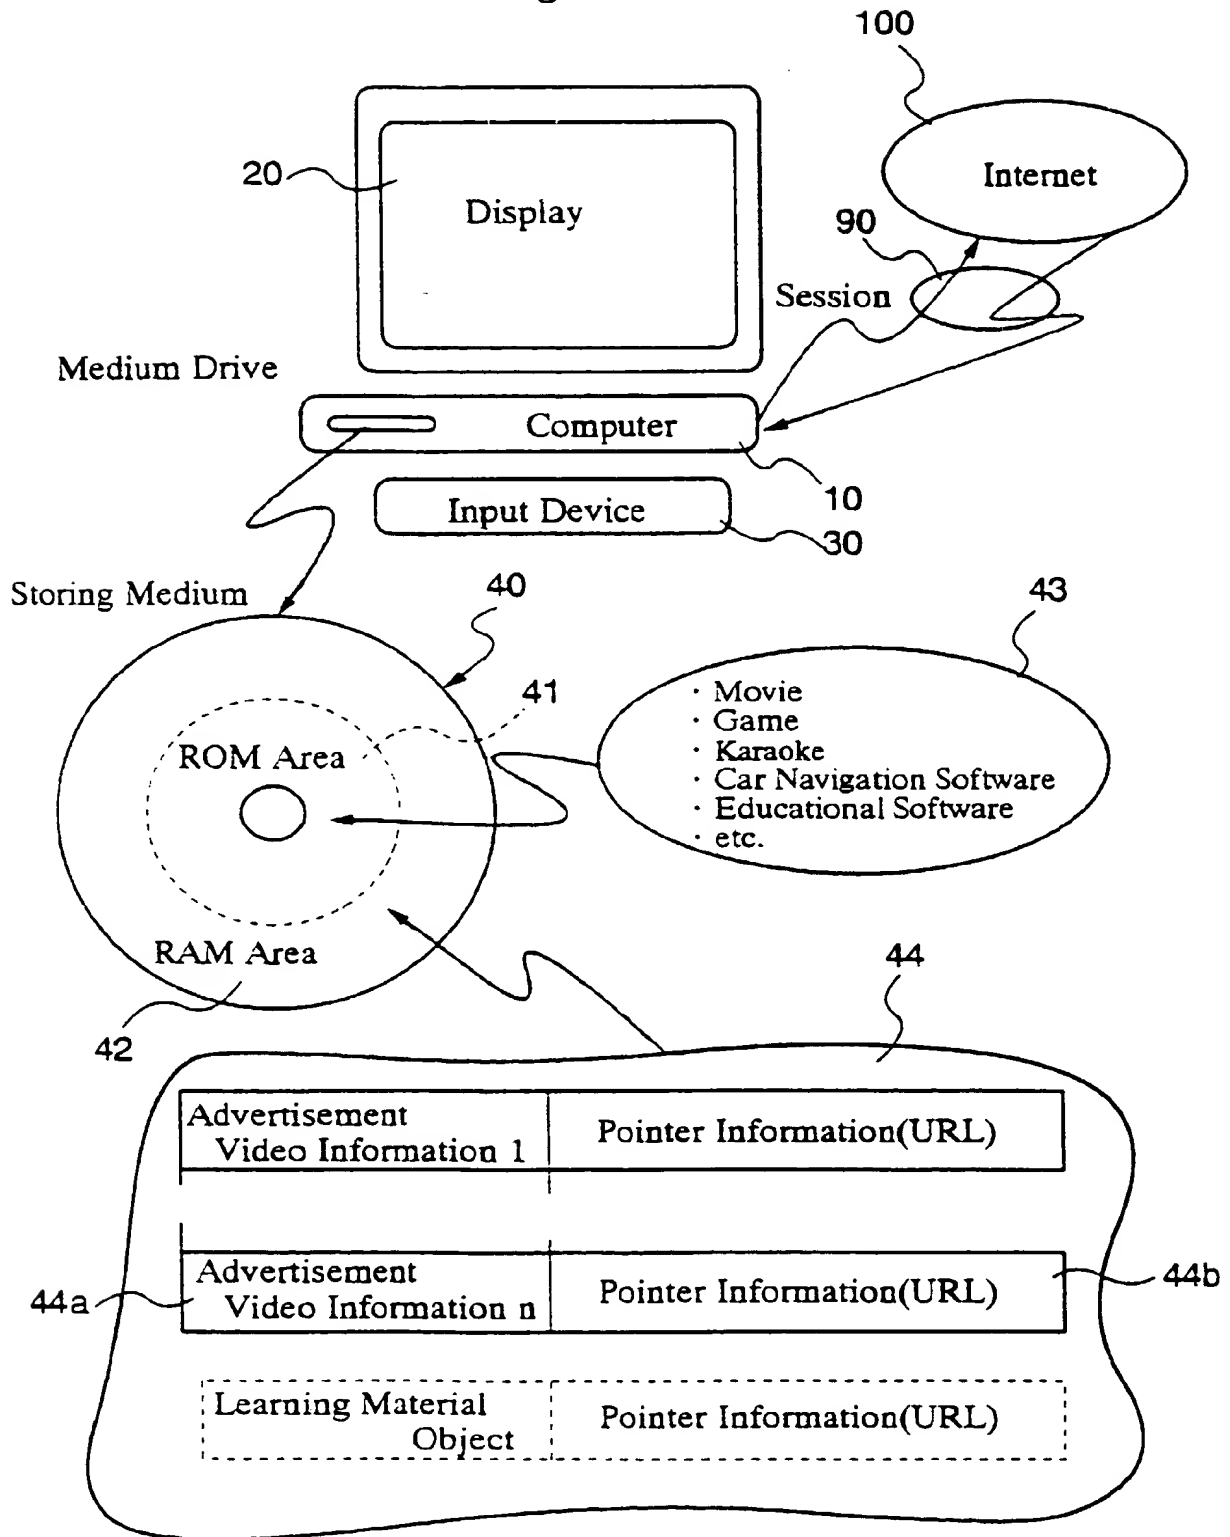 100
20
Display
Internet
90
Session
Medium Drive
Computer
10
Input Device
30
Storing Medium
40
43
41
ROM Area
· Movie
· Game
· Karaoke
· Car Navigation Software
· Educational Software
· etc.
RAM Area
42
44
Advertisement
Video Information 1
Pointer Information(URL)
44a
Advertisement
Video Information n
Pointer Information(URL)
44b
Learning Material
Object
Pointer Information(URL)